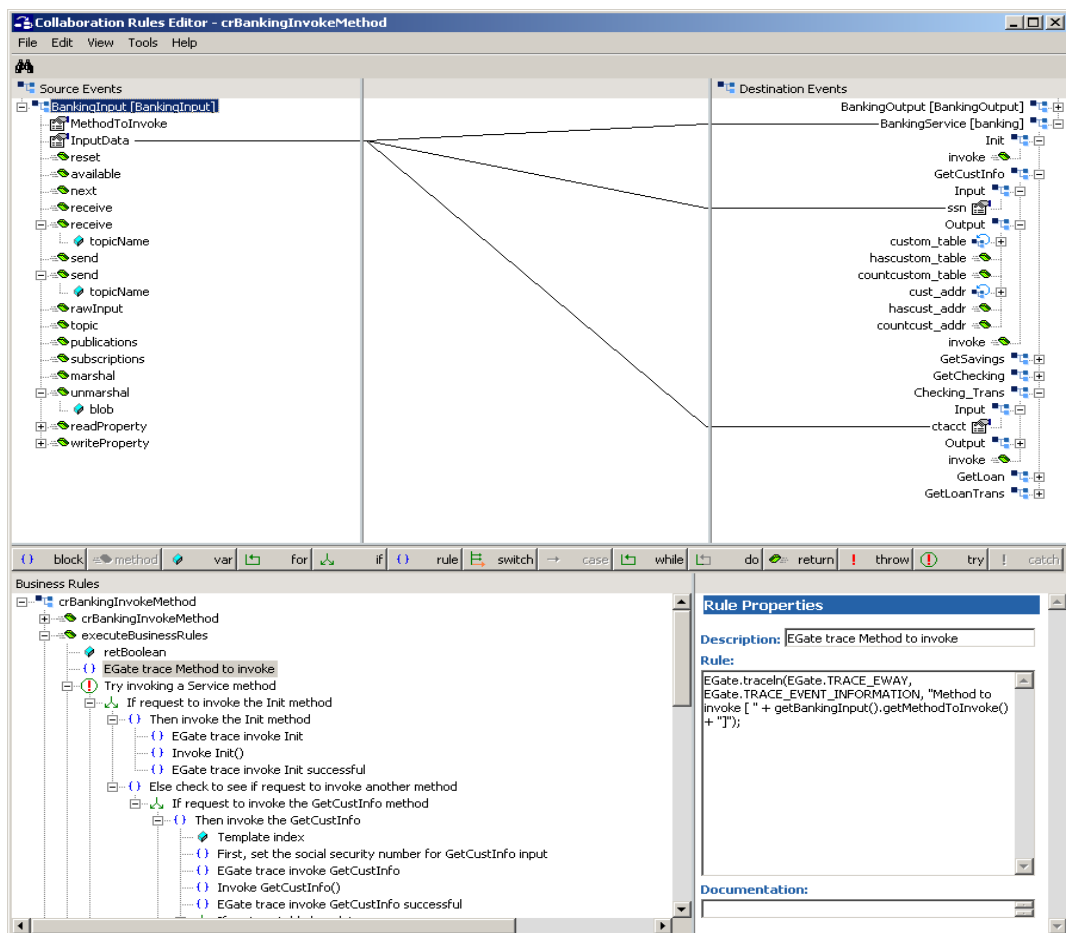 Collaboration Rules Editor - crBankingInvokeMethod
File Edit View Tools Help
Source Events
BankingInput [BankingInput]
MethodToInvoke
InputData
reset
available
next
receive
receive
topicName
send
send
topicName
rawInput
topic
publications
subscriptions
marshal
unmarshal
blob
readProperty
writeProperty
Destination Events
BankingOutput [BankingOutput]
BankingService [banking]
Init
invoke
GetCustInfo
Input
ssn
Output
custom_table
hascustom_table
countcustom_table
cust_addr
hascust_addr
countcust_addr
invoke
GetSavings
GetChecking
Checking_Trans
Input
ctacct
Output
invoke
GetLoan
GetLoanTrans
block method var for if rule switch case while do return throw try catch
Business Rules
crBankingInvokeMethod
crBankingInvokeMethod
executeBusinessRules
retBoolean
EGate trace Method to invoke
Try invoking a Service method
If request to invoke the Init method
Then invoke the Init method
EGate trace invoke Init
Invoke Init()
EGate trace invoke Init successful
Else check to see if request to invoke another method
If request to invoke the GetCustInfo method
Then invoke the GetCustInfo
Template index
First, set the social security number for GetCustInfo input
EGate trace invoke GetCustInfo
Invoke GetCustInfo()
EGate trace invoke GetCustInfo successful
Rule Properties
Description: EGate trace Method to invoke
Rule:
EGate.traceln(EGate.TRACE_EWAY,
EGate.TRACE_EVENT_INFORMATION, "Method to
invoke [ " + getBankingInput().getMethodToInvoke()
+ "]");
Documentation: